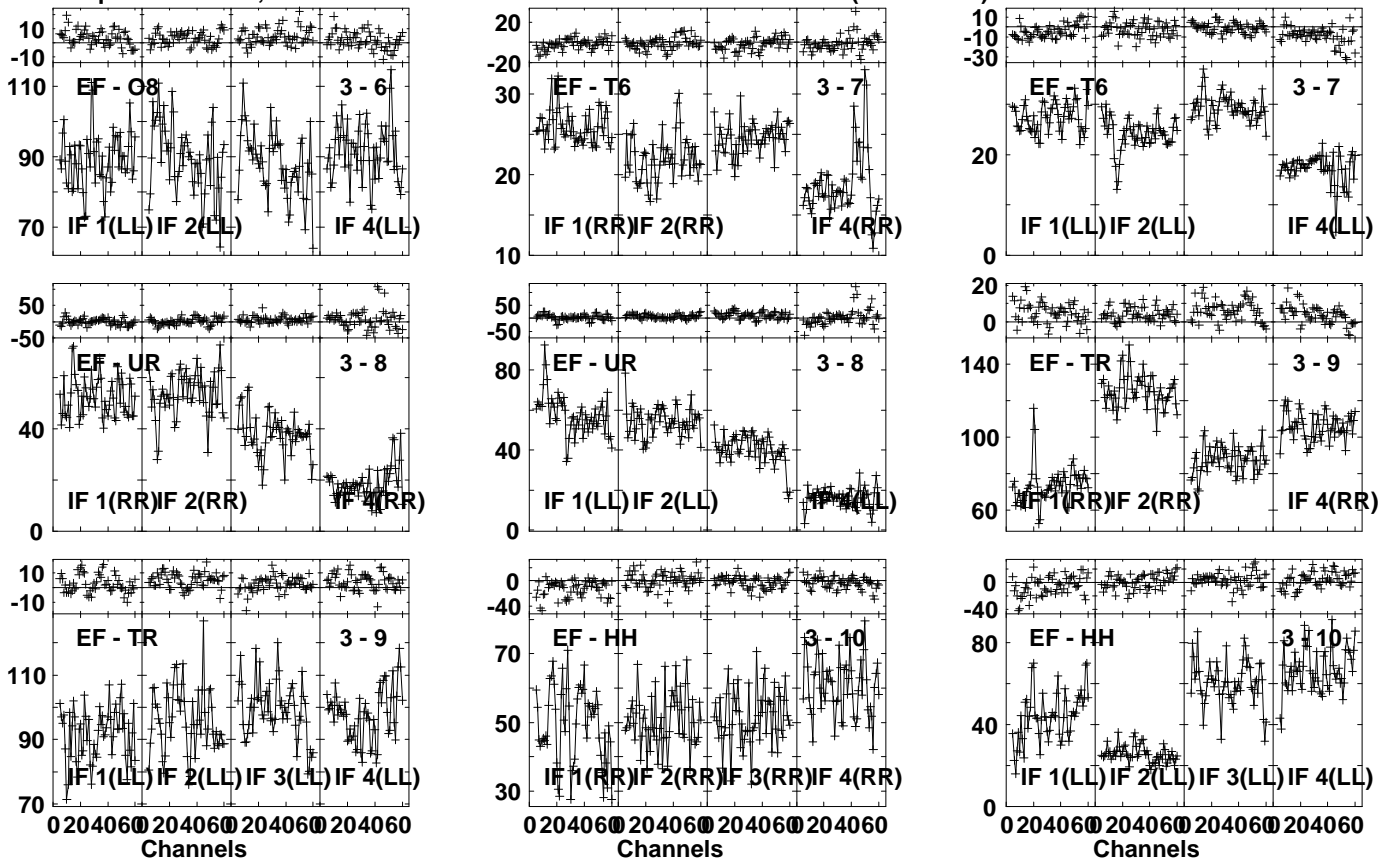 10
-10
110
90
70
EF - O8
3 - 6
IF 1(LL) IF 2(LL) IF 4(LL)
20
-20
30
20
10
EF - T6
3 - 7
IF 1(RR) IF 2(RR) IF 4(RR)
10
-10
-30
20
0
EF - T6
3 - 7
IF 1(LL) IF 2(LL) IF 4(LL)
50
-50
40
0
EF - UR
3 - 8
IF 1(RR) IF 2(RR) IF 4(RR)
50
-50
80
40
0
EF - UR
3 - 8
IF 1(LL) IF 2(LL) IF 4(LL)
20
0
140
100
60
EF - TR
3 - 9
IF 1(RR) IF 2(RR) IF 4(RR)
10
-10
110
90
70
EF - TR
3 - 9
IF 1(LL) IF 2(LL) IF 3(LL) IF 4(LL)
0 20 40 60 0 20 40 60 0 20 40 60 0 20 40 60
Channels
0
-40
70
50
30
EF - HH
3 - 10
IF 1(RR) IF 2(RR) IF 3(RR) IF 4(RR)
0 20 40 60 0 20 40 60 0 20 40 60 0 20 40 60
Channels
0
-40
80
40
0
EF - HH
3 - 10
IF 1(LL) IF 2(LL) IF 3(LL) IF 4(LL)
0 20 40 60 0 20 40 60 0 20 40 60 0 20 40 60
Channels